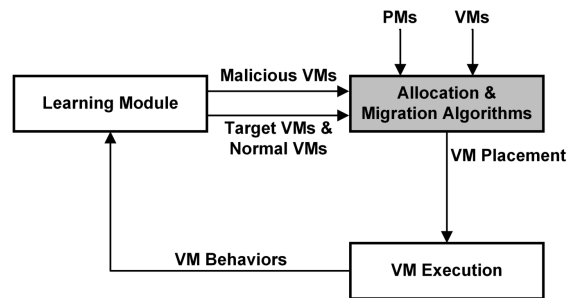 PMs VMs
Malicious VMs
Learning Module
Allocation &
Migration Algorithms
Target VMs &
Normal VMs
VM Placement
VM Behaviors
VM Execution